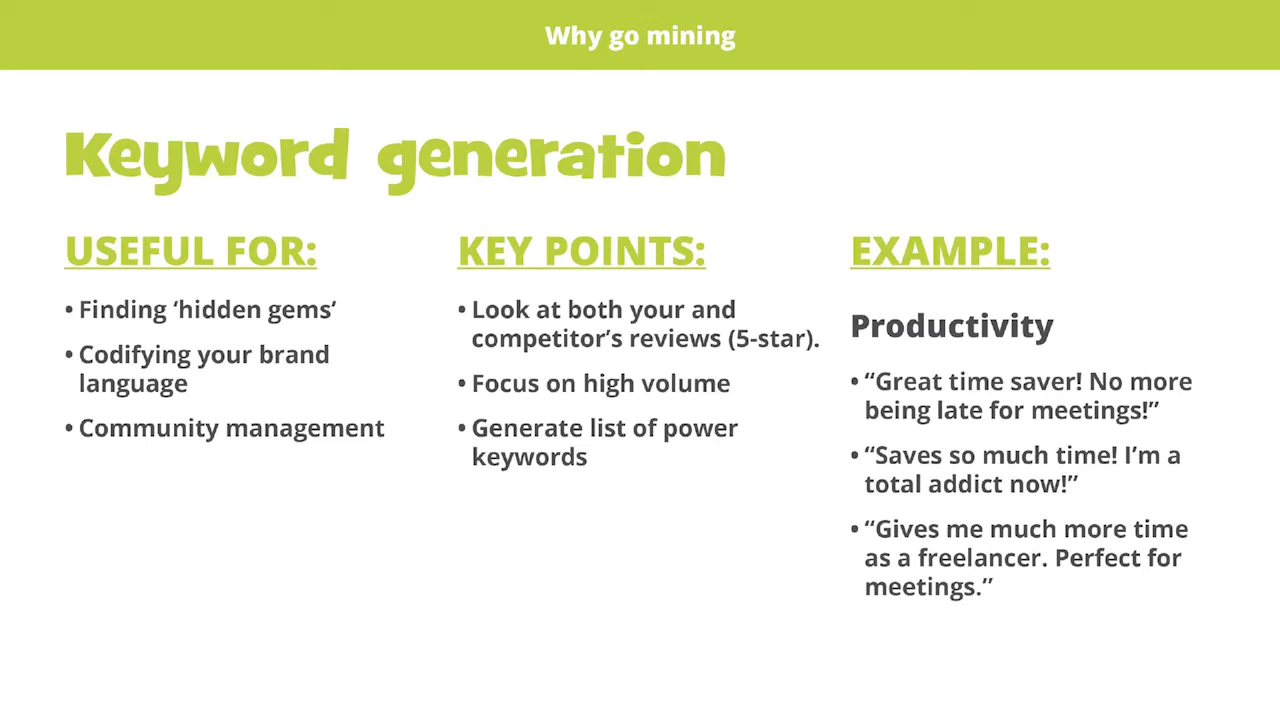 Why go mining
Keyword generation
USEFUL FOR:
• Finding ‘hidden gems’
• Codifying your brand
language
• Community management
KEY POINTS:
• Look at both your and
competitor’s reviews (5-star).
• Focus on high volume
• Generate list of power
keywords
EXAMPLE:
Productivity
• “Great time saver! No more
being late for meetings!”
• “Saves so much time! I’m a
total addict now!”
• “Gives me much more time
as a freelancer. Perfect for
meetings.”